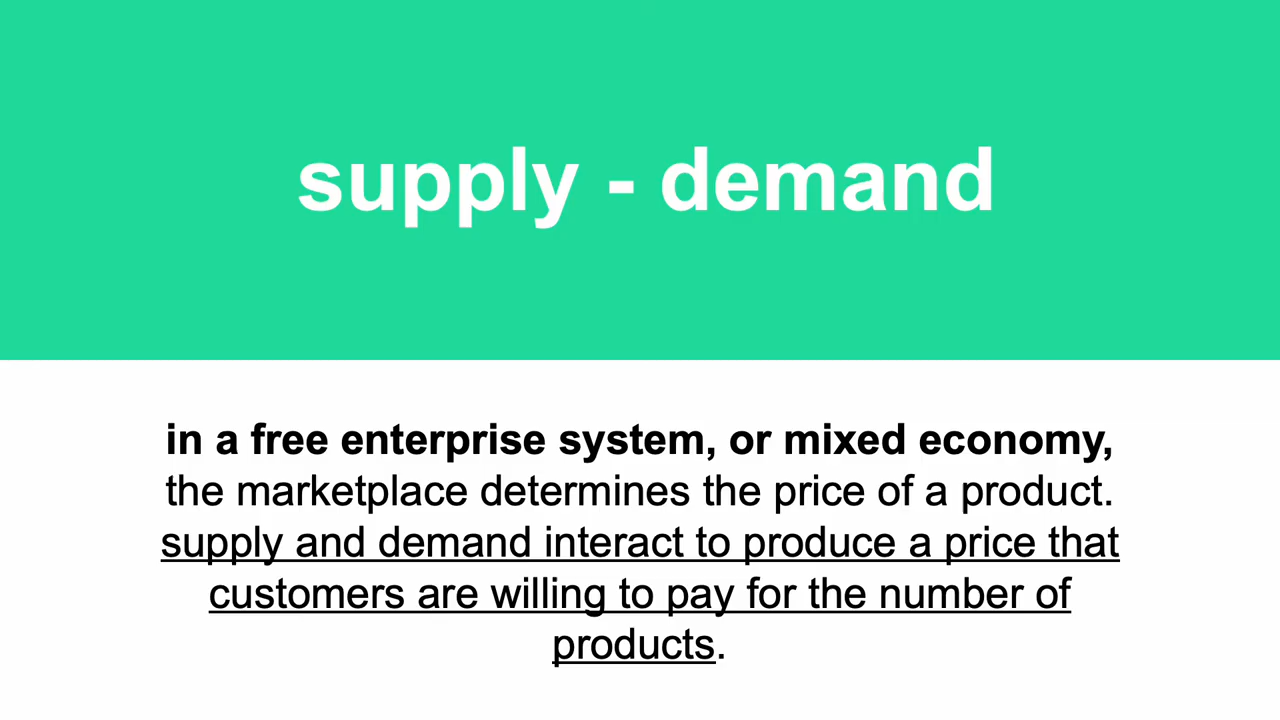 supply - demand
in a free enterprise system, or mixed economy,
the marketplace determines the price of a product.
supply and demand interact to produce a price that
customers are willing to pay for the number of
products.